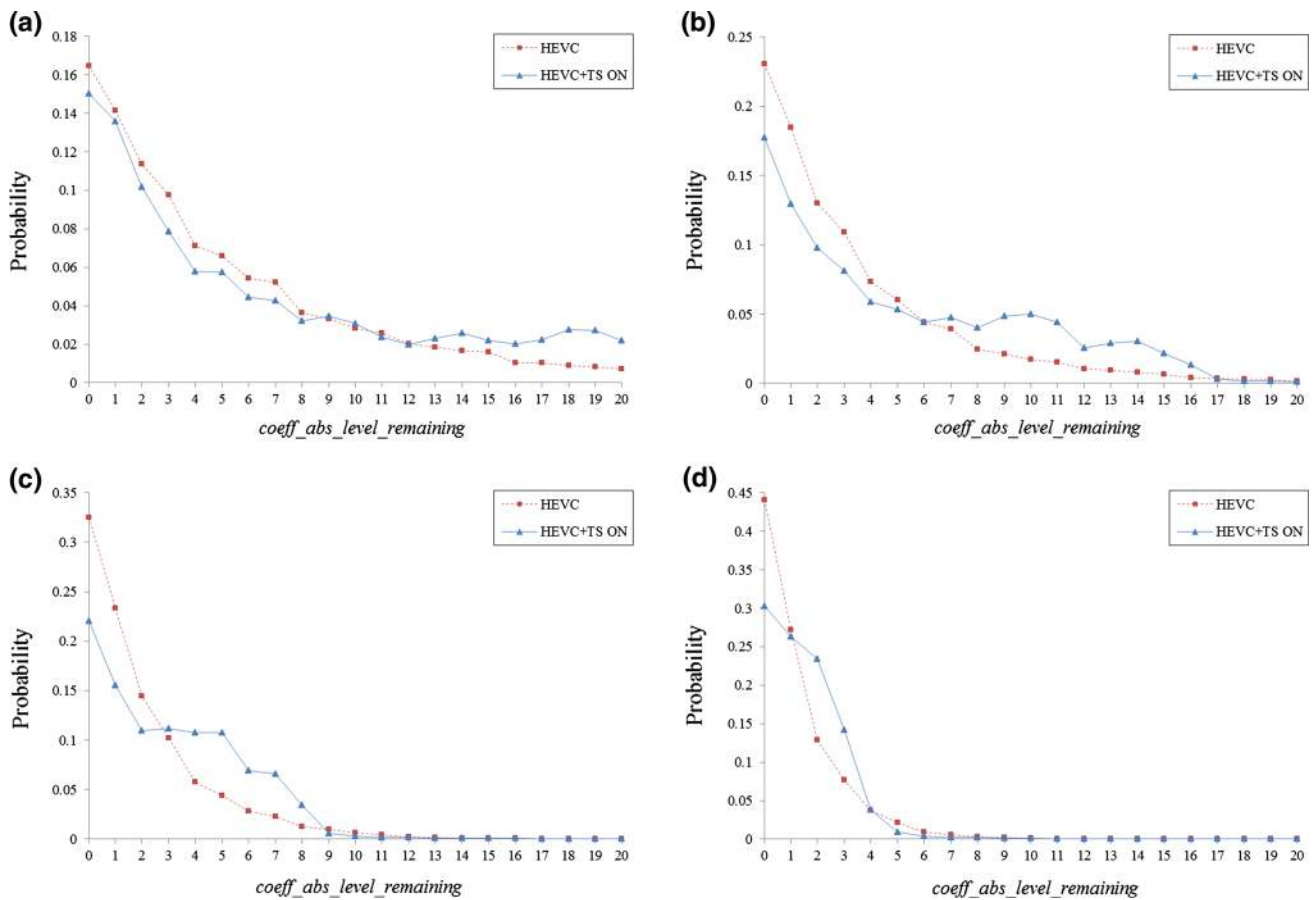 (a)
0.18
0.16
0.14
0.12
0.1
0.08
0.06
0.04
0.02
0
Probability
HEVC
HEVC+TS ON
0 1 2 3 4 5 6 7 8 9 10 11 12 13 14 15 16 17 18 19 20
coeff_abs_level_remaining
(b)
0.25
0.2
0.15
0.1
0.05
0
Probability
HEVC
HEVC+TS ON
0 1 2 3 4 5 6 7 8 9 10 11 12 13 14 15 16 17 18 19 20
coeff_abs_level_remaining
(c)
0.35
0.3
0.25
0.2
0.15
0.1
0.05
0
Probability
HEVC
HEVC+TS ON
0 1 2 3 4 5 6 7 8 9 10 11 12 13 14 15 16 17 18 19 20
coeff_abs_level_remaining
(d)
0.45
0.4
0.35
0.3
0.25
0.2
0.15
0.1
0.05
0
Probability
HEVC
HEVC+TS ON
0 1 2 3 4 5 6 7 8 9 10 11 12 13 14 15 16 17 18 19 20
coeff_abs_level_remaining